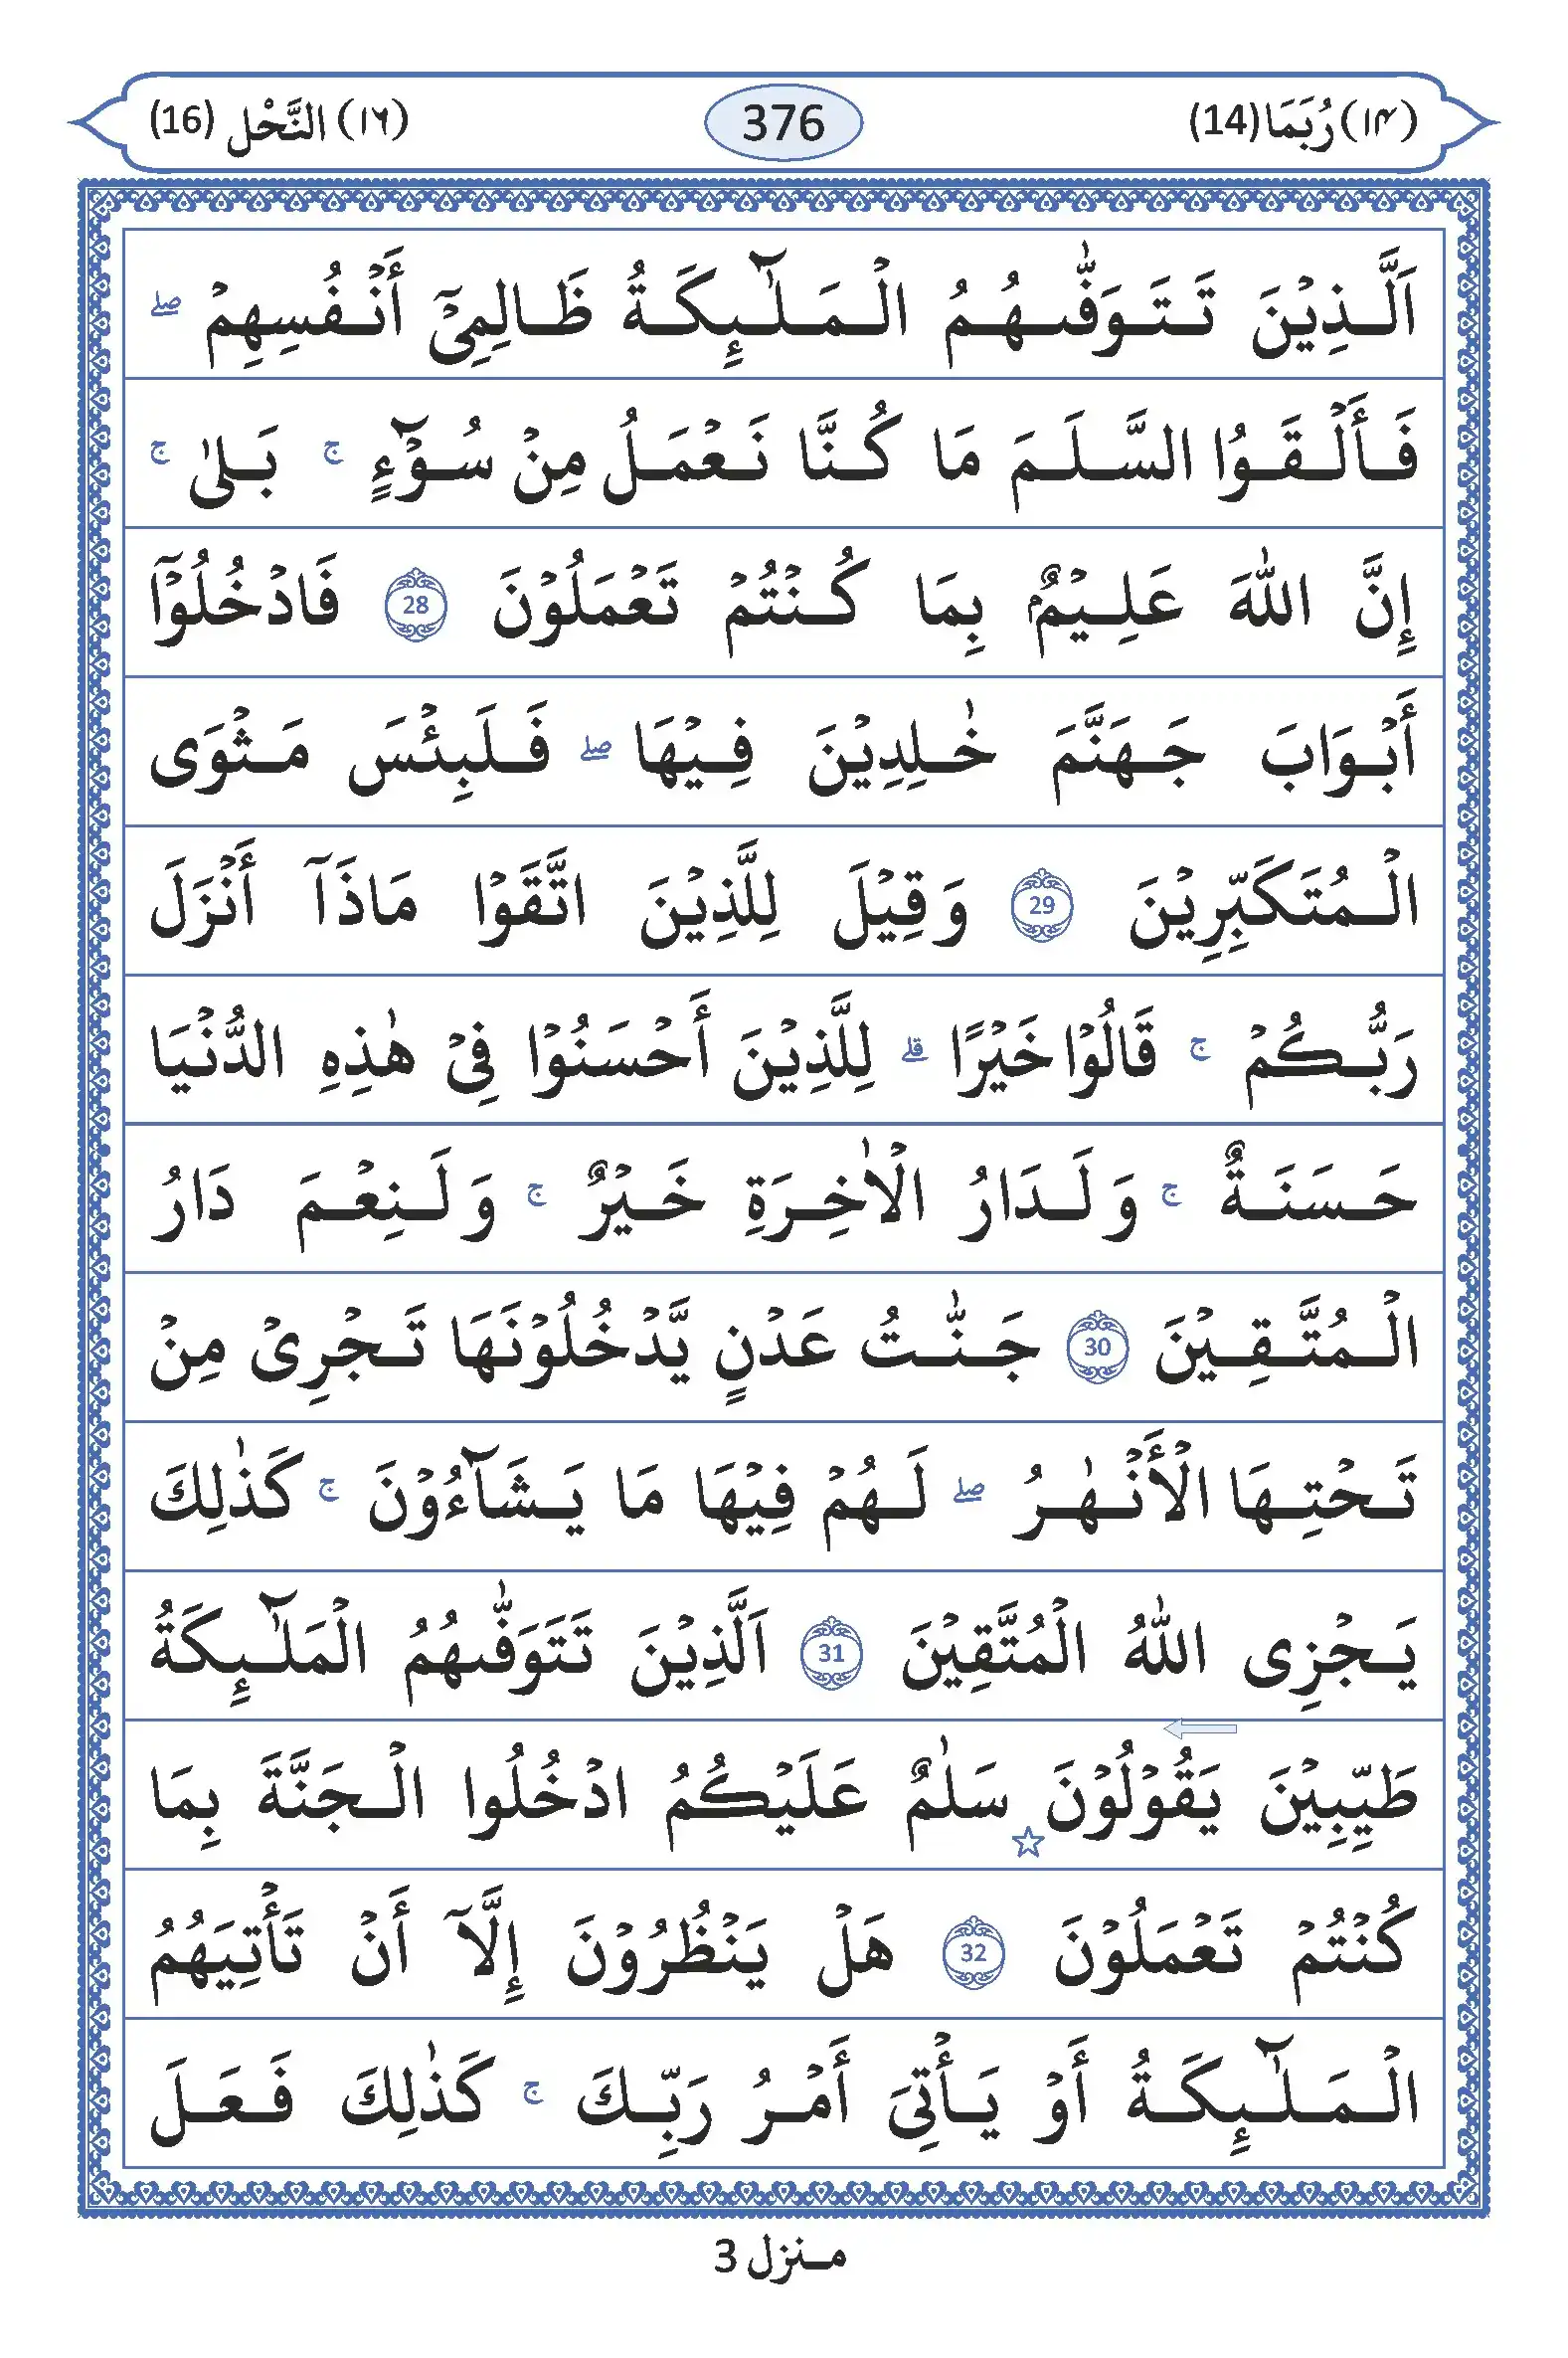 (۱۴) رُبَمَا (14) 376 (۱۶) النَّحْل (16)
اَلَّذِيْنَ تَتَوَفّٰىهُمُ الْمَلٰٓئِكَةُ ظَالِمِىْٓ أَنْفُسِهِمْ ۖ
فَأَلْقَوُا السَّلَمَ مَا كُنَّا نَعْمَلُ مِنْ سُوْٓءٍ ۚ بَلٰى ۚ
إِنَّ اللّٰهَ عَلِيْمٌۢ بِمَا كُنْتُمْ تَعْمَلُوْنَ 28 فَادْخُلُوْٓا
أَبْوَابَ جَهَنَّمَ خٰلِدِيْنَ فِيْهَا ۖ فَلَبِئْسَ مَثْوَى
الْمُتَكَبِّرِيْنَ 29 وَقِيْلَ لِلَّذِيْنَ اتَّقَوْا مَاذَآ أَنْزَلَ
رَبُّكُمْ ۚ قَالُوْا خَيْرًا ۗ لِلَّذِيْنَ أَحْسَنُوْا فِىْ هٰذِهِ الدُّنْيَا
حَسَنَةٌ ۚ وَلَدَارُ الْاٰخِرَةِ خَيْرٌ ۚ وَلَنِعْمَ دَارُ
الْمُتَّقِيْنَ 30 جَنّٰتُ عَدْنٍ يَّدْخُلُوْنَهَا تَجْرِىْ مِنْ
تَحْتِهَا الْأَنْهٰرُ ۖ لَهُمْ فِيْهَا مَا يَشَآءُوْنَ ۚ كَذٰلِكَ
يَجْزِى اللّٰهُ الْمُتَّقِيْنَ 31 اَلَّذِيْنَ تَتَوَفّٰىهُمُ الْمَلٰٓئِكَةُ
طَيِّبِيْنَ يَقُوْلُوْنَ ☆ سَلٰمٌ عَلَيْكُمُ ادْخُلُوا الْجَنَّةَ بِمَا
كُنْتُمْ تَعْمَلُوْنَ 32 هَلْ يَنْظُرُوْنَ إِلَّآ أَنْ تَأْتِيَهُمُ
الْمَلٰٓئِكَةُ أَوْ يَأْتِىَ أَمْرُ رَبِّكَ ۚ كَذٰلِكَ فَعَلَ
منزل 3